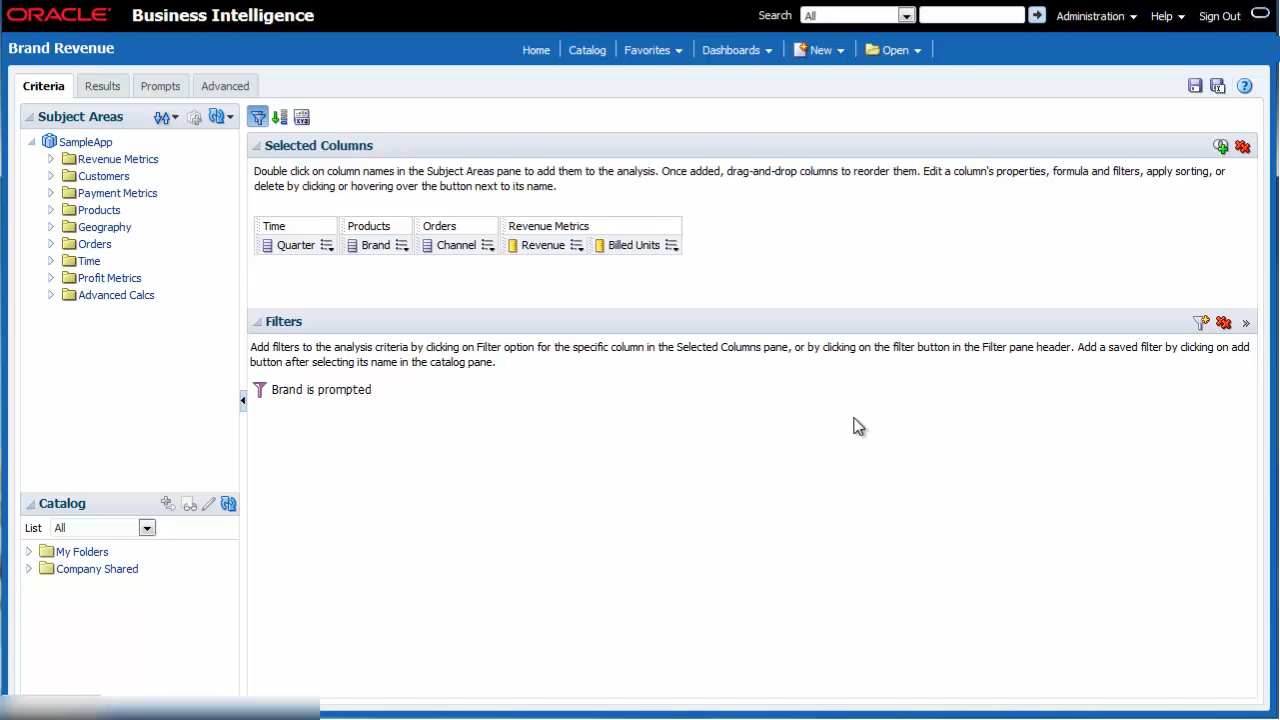 ORACLE Business Intelligence
Search All Administration Help Sign Out
Brand Revenue
Home Catalog Favorites Dashboards New Open
Criteria Results Prompts Advanced
Subject Areas
SampleApp
Revenue Metrics
Customers
Payment Metrics
Products
Geography
Orders
Time
Profit Metrics
Advanced Calcs
Catalog
List All
My Folders
Company Shared
Selected Columns
Double click on column names in the Subject Areas pane to add them to the analysis. Once added, drag-and-drop columns to reorder them. Edit a column's properties, formula and filters, apply sorting, or
delete by clicking or hovering over the button next to its name.
Time Products Orders Revenue Metrics
Quarter Brand Channel Revenue Billed Units
Filters
Add filters to the analysis criteria by clicking on Filter option for the specific column in the Selected Columns pane, or by clicking on the filter button in the Filter pane header. Add a saved filter by clicking on add
button after selecting its name in the catalog pane.
Brand is prompted